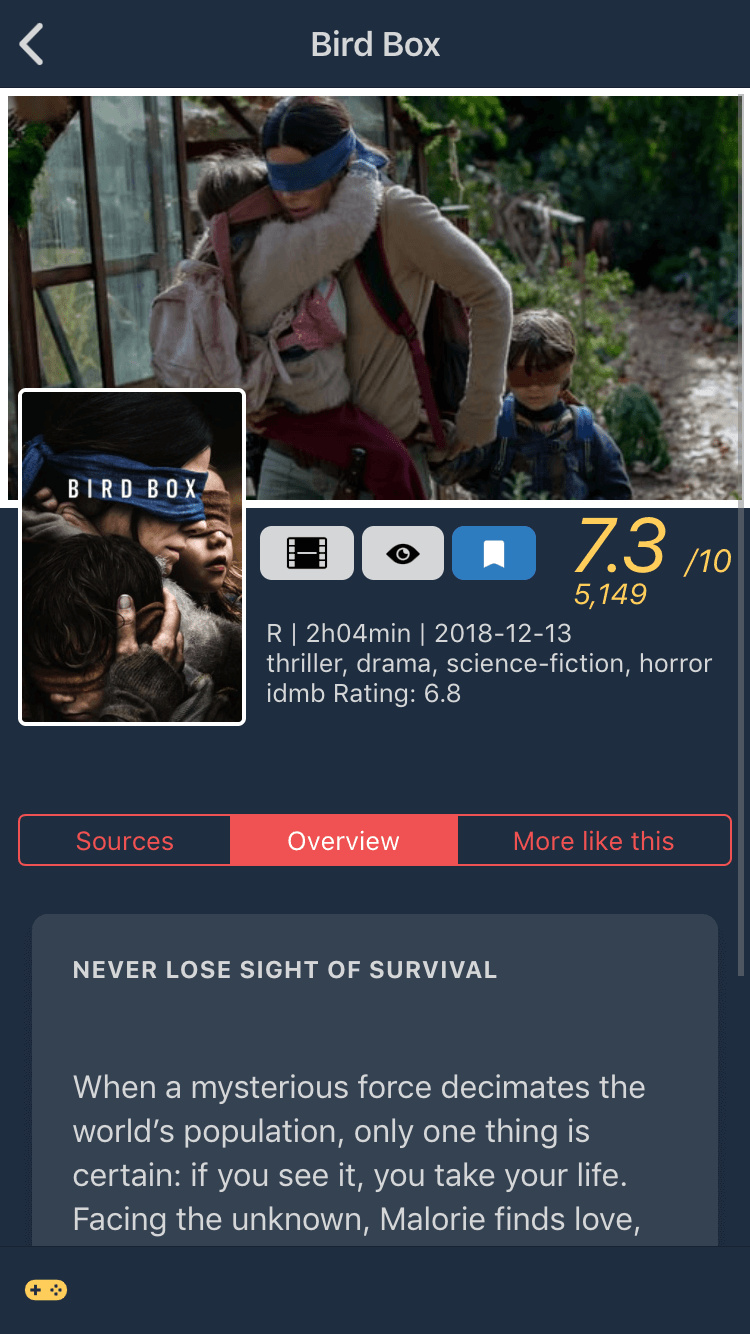 Bird Box
BIRD BOX
7.3 /10
5,149
R | 2h04min | 2018-12-13
thriller, drama, science-fiction, horror
idmb Rating: 6.8
Sources
Overview
More like this
NEVER LOSE SIGHT OF SURVIVAL
When a mysterious force decimates the
world’s population, only one thing is
certain: if you see it, you take your life.
Facing the unknown, Malorie finds love,